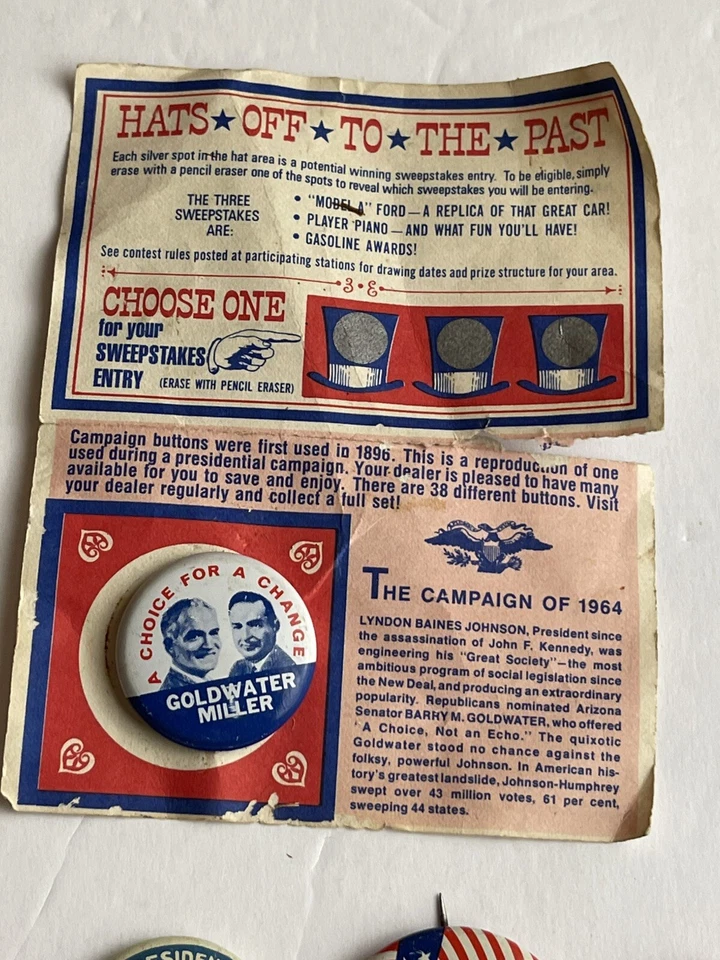 HATS★OFF★TO★THE★PAST
Each silver spot in the hat area is a potential winning sweepstakes entry. To be eligible, simply
erase with a pencil eraser one of the spots to reveal which sweepstakes you will be entering.
THE THREE
SWEEPSTAKES
ARE:
• "MODEL A" FORD—A REPLICA OF THAT GREAT CAR!
• PLAYER PIANO—AND WHAT FUN YOU'LL HAVE!
• GASOLINE AWARDS!
See contest rules posted at participating stations for drawing dates and prize structure for your area.
CHOOSE ONE
for your
SWEEPSTAKES
ENTRY (ERASE WITH PENCIL ERASER)
Campaign buttons were first used in 1896. This is a reproduction of one
used during a presidential campaign. Your dealer is pleased to have many
available for you to save and enjoy. There are 38 different buttons. Visit
your dealer regularly and collect a full set!
A CHOICE FOR A CHANGE
GOLDWATER
MILLER
THE CAMPAIGN OF 1964
LYNDON BAINES JOHNSON, President since
the assassination of John F. Kennedy, was
engineering his "Great Society"—the most
ambitious program of social legislation since
the New Deal, and producing an extraordinary
popularity. Republicans nominated Arizona
Senator BARRY M. GOLDWATER, who offered
"A Choice, Not an Echo." The quixotic
Goldwater stood no chance against the
folksy, powerful Johnson. In American his-
tory's greatest landslide, Johnson-Humphrey
swept over 43 million votes, 61 per cent,
sweeping 44 states.